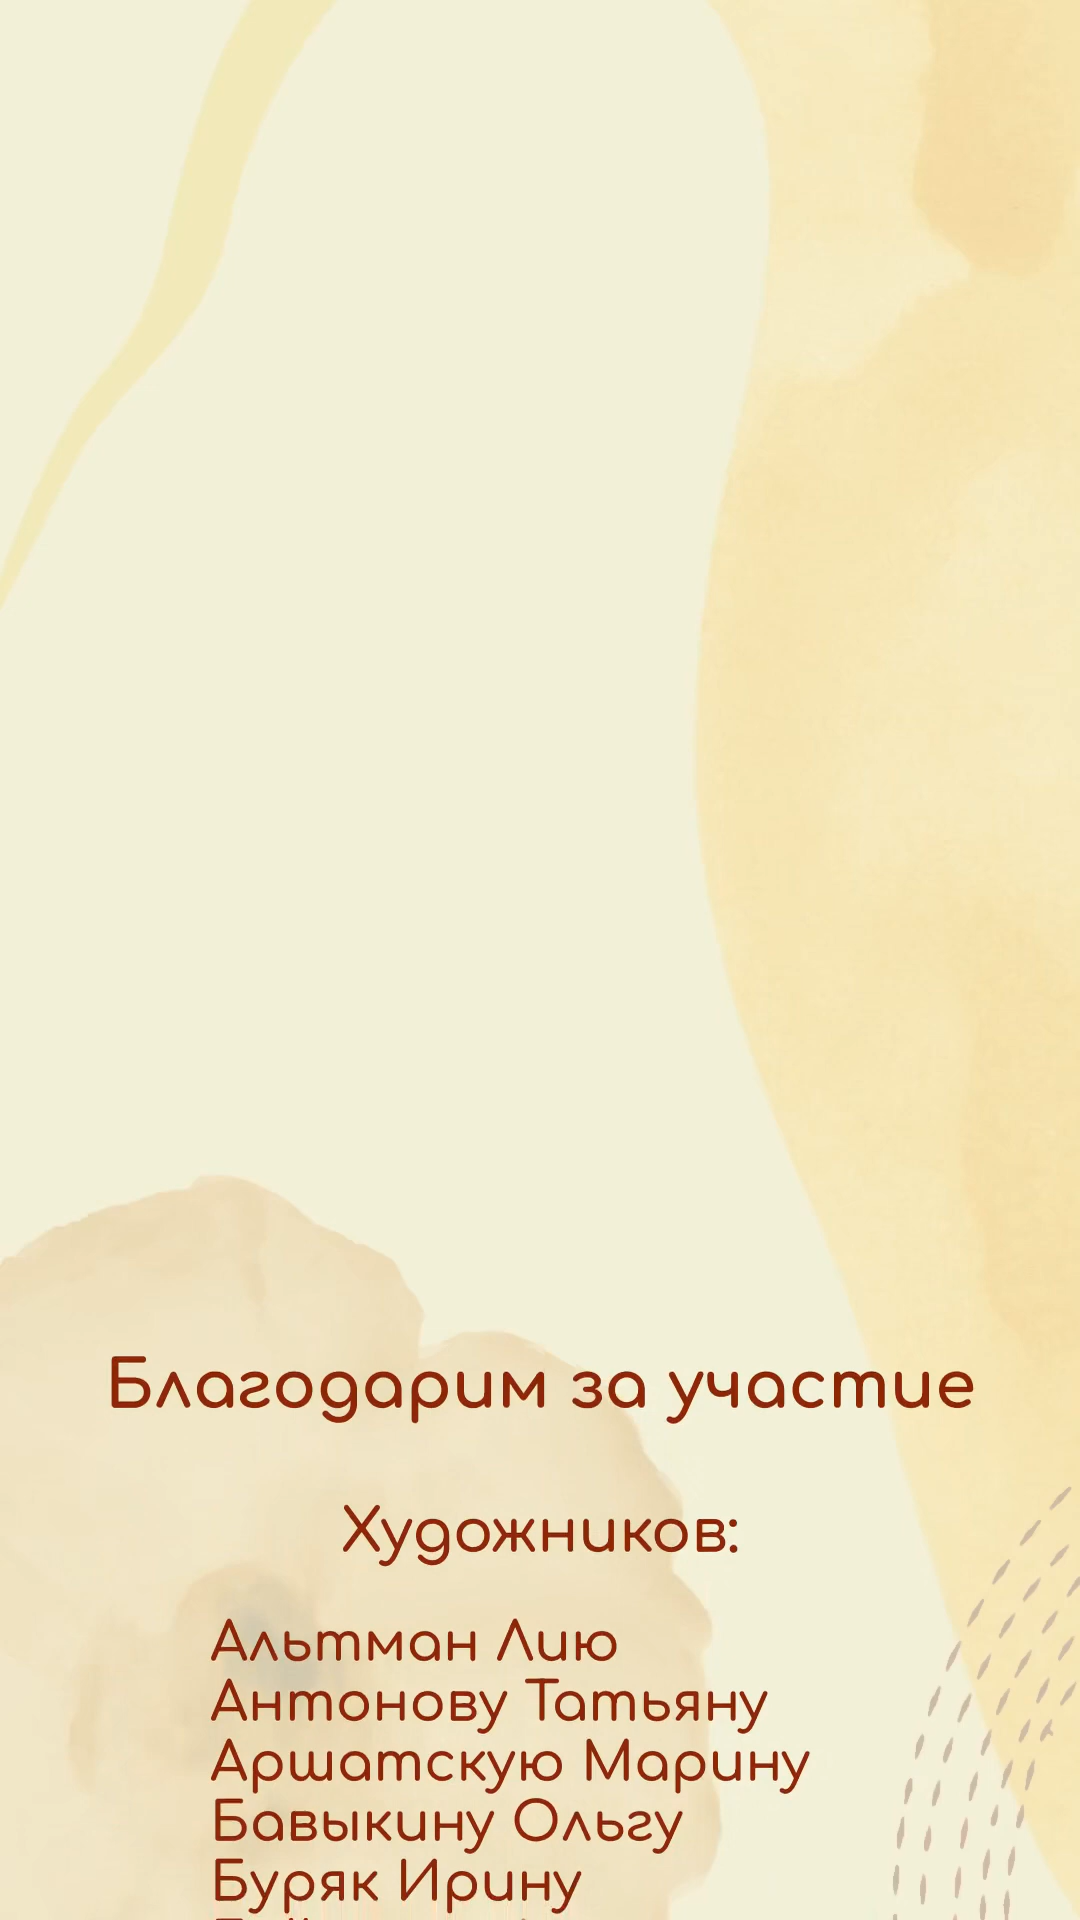 Благодарим за участие
Художников:
Альтман Лию
Антонову Татьяну
Аршатскую Марину
Бавыкину Ольгу
Буряк Ирину